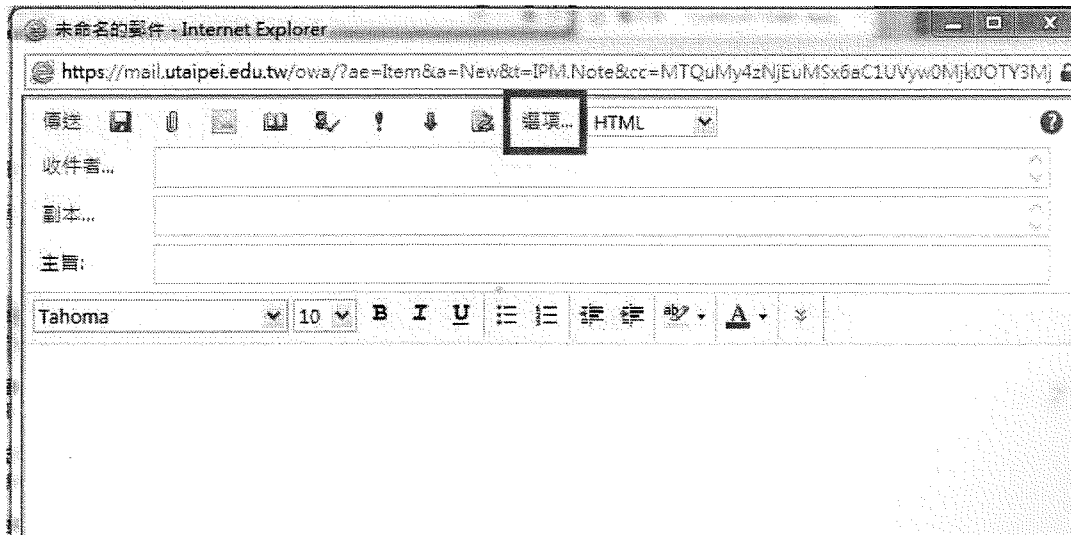 未命名的郵件 - Internet Explorer
https://mail.utaipei.edu.tw/owa/?ae=Item&a=New&t=IPM.Note&cc=MTQuMy4zNjEuMSx6aC1UVyw0Mjk0OTY3Mj
傳送 選項... HTML
收件者...
副本...
主旨:
Tahoma 10 B I U ab A